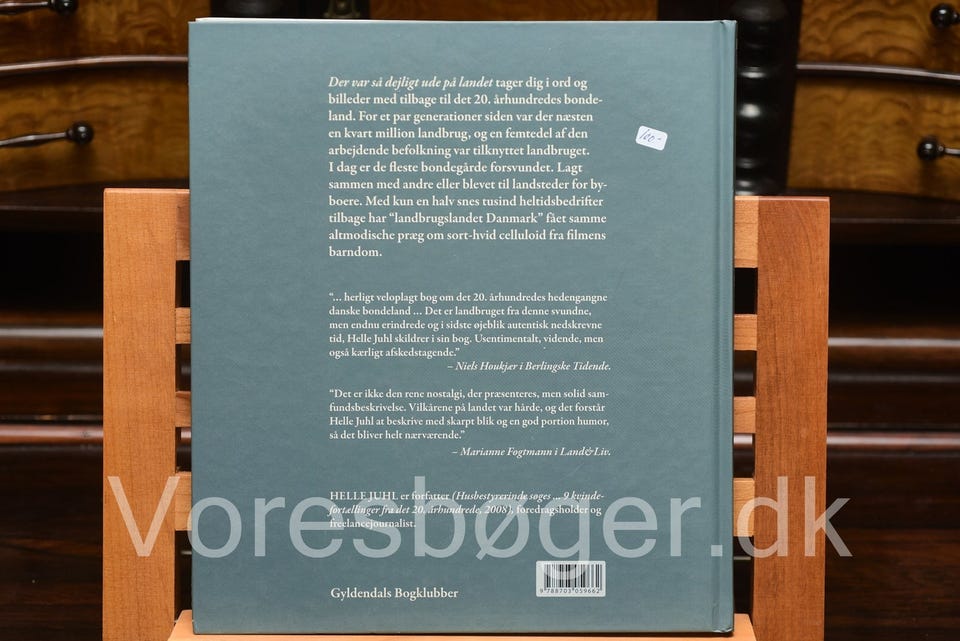 Der var så dejligt ude på landet tager dig i ord og
billeder med tilbage til det 20. århundredes bonde-
land. For et par generationer siden var der næsten
en kvart million landbrug, og en femtedel af den
arbejdende befolkning var tilknyttet landbruget.
I dag er de fleste bondegårde forsvundet. Lagt
sammen med andre eller blevet til landsteder for by-
boere. Med kun en halv snes tusind heltidsbedrifter
tilbage har “landbrugslandet Danmark” fået samme
altmodische præg om sort-hvid celluloid fra filmens
barndom.
100-
“... herligt veloplagt bog om det 20. århundredes hedengangne
danske bondeland ... Det er landbruget fra denne svundne,
men endnu erindrede og i sidste øjeblik autentisk nedskrevne
tid, Helle Juhl skildrer i sin bog. Usentimentalt, vidende, men
også kærligt afskedstagende.”
– Niels Houkjær i Berlingske Tidende.
“Det er ikke den rene nostalgi, der præsenteres, men solid sam-
fundsbeskrivelse. Vilkårene på landet var hårde, og det forstår
Helle Juhl at beskrive med skarpt blik og en god portion humor,
så det bliver helt nærværende.”
– Marianne Fogtmann i Land&Liv.
HELLE JUHL er forfatter (Husbestyrerinde søges ... 9 kvinde-
fortællinger fra det 20. århundrede, 2008), foredragsholder og
freelancejournalist.
Voresbøger.dk
Gyldendals Bogklubber
9 788703 059662